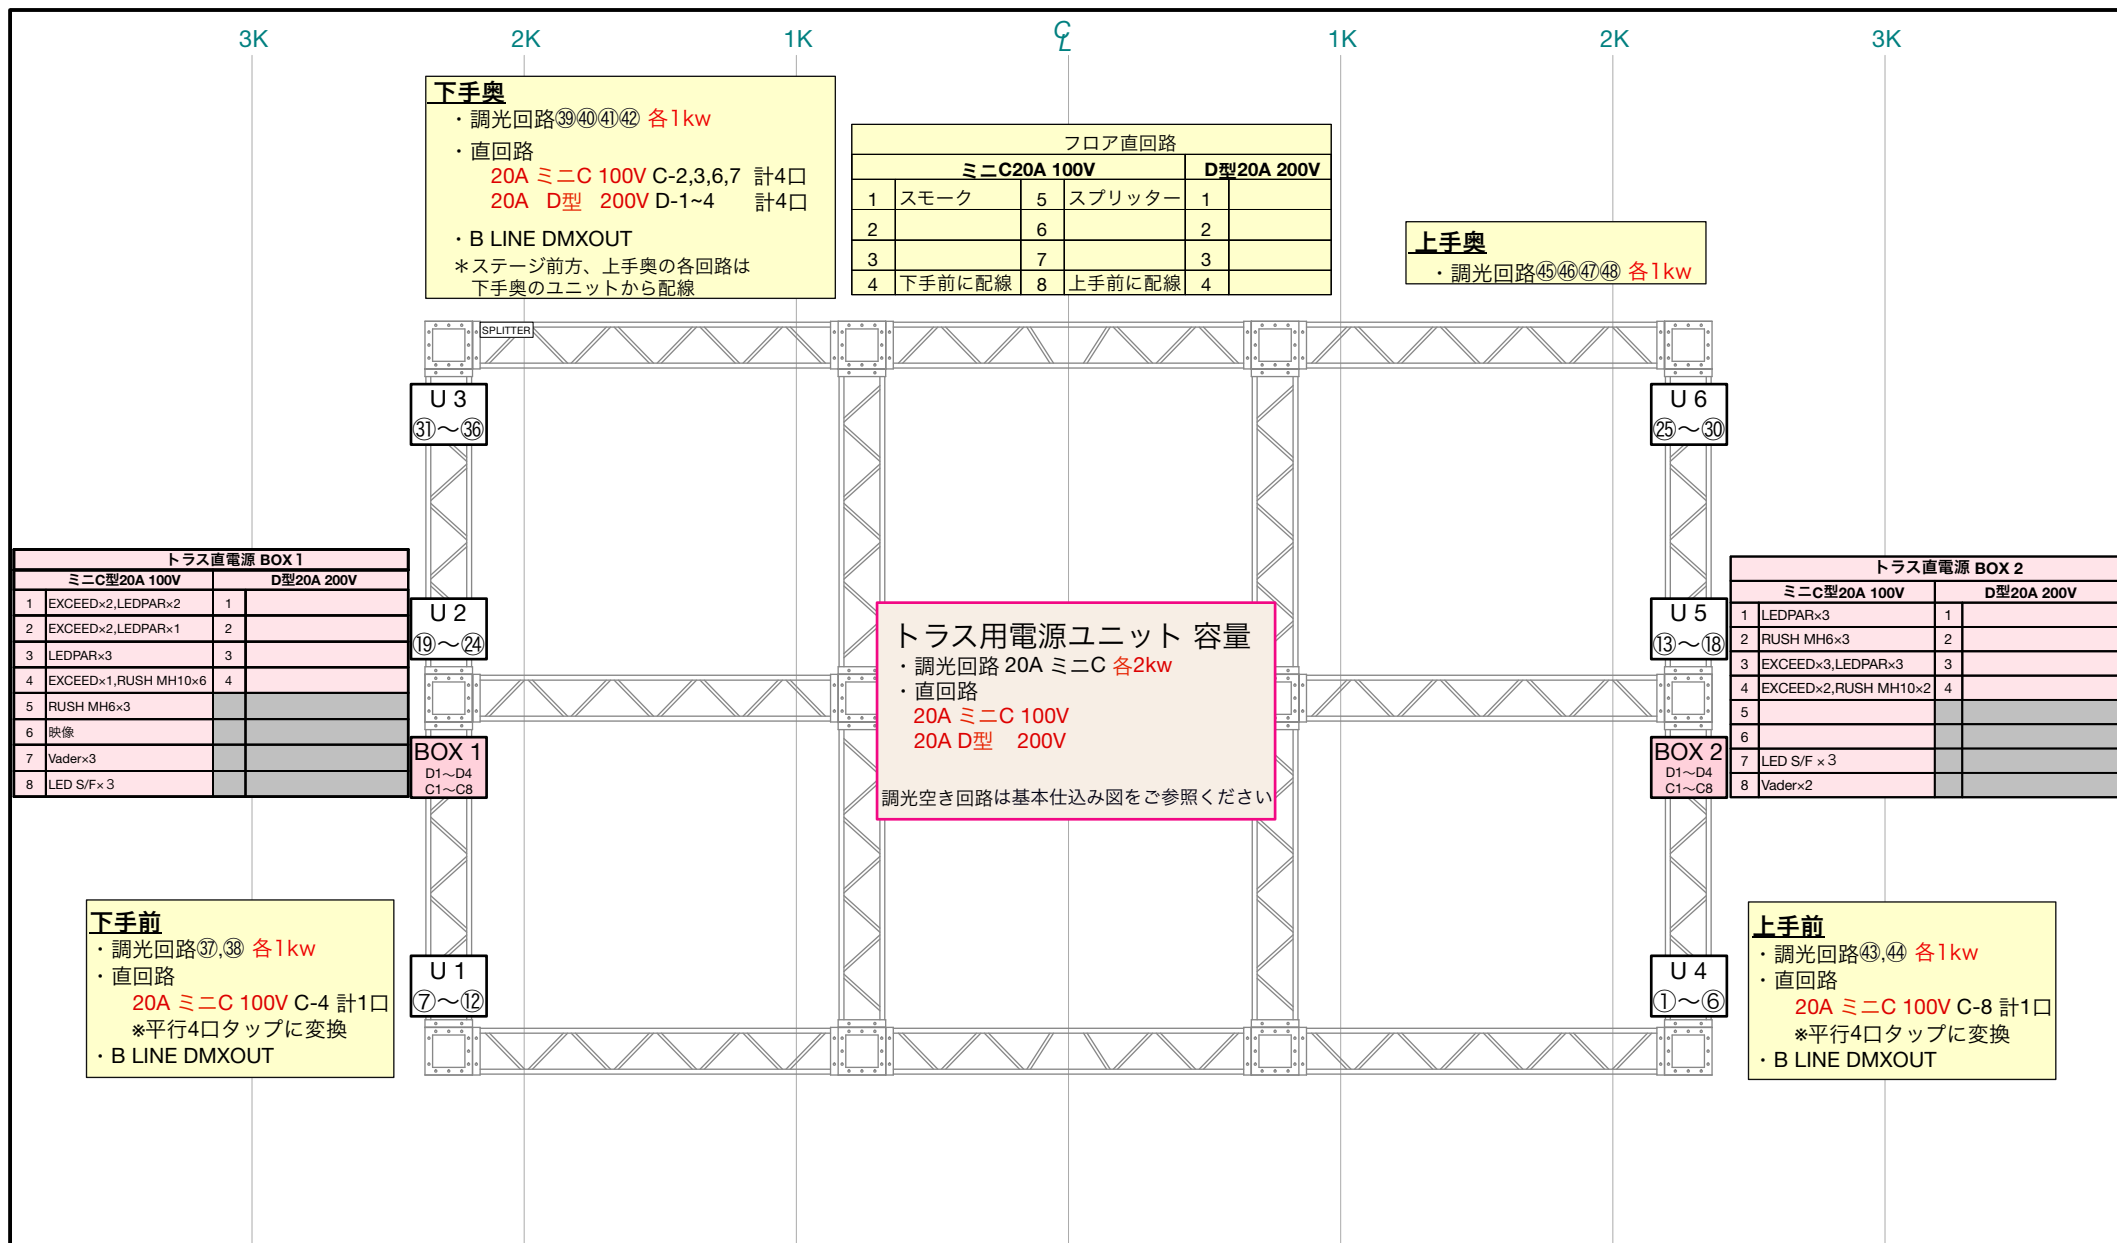 3K 2K 1K CL 1K 2K 3K
下手奥
・調光回路㊴㊵㊶㊷ 各1kw
・直回路
20A ミニC 100V C-2,3,6,7 計4口
20A D型 200V D-1~4 計4口
・B LINE DMXOUT
＊ステージ前方、上手奥の各回路は
下手奥のユニットから配線
フロア直回路
ミニC20A 100V D型20A 200V
1 スモーク 5 スプリッター 1
2 6 2
3 7 3
4 下手前に配線 8 上手前に配線 4
上手奥
・調光回路㊺㊻㊼㊽ 各1kw
SPLITTER
U 3
㉛～㊱
U 6
㉕～㉚
トラス直電源 BOX 1
ミニC型20A 100V D型20A 200V
1 EXCEED×2,LEDPAR×2 1
2 EXCEED×2,LEDPAR×1 2
3 LEDPAR×3 3
4 EXCEED×1,RUSH MH10×6 4
5 RUSH MH6×3
6 映像
7 Vader×3
8 LED S/F×３
U 2
⑲～㉔
BOX 1
D1～D4
C1～C8
トラス用電源ユニット 容量
・調光回路 20A ミニC 各2kw
・直回路
20A ミニC 100V
20A D型 200V
調光空き回路は基本仕込み図をご参照ください
U 5
⑬～⑱
BOX 2
D1～D4
C1～C8
トラス直電源 BOX 2
ミニC型20A 100V D型20A 200V
1 LEDPAR×3 1
2 RUSH MH6×3 2
3 EXCEED×3,LEDPAR×3 3
4 EXCEED×2,RUSH MH10×2 4
5
6
7 LED S/F ×３
8 Vader×2
下手前
・調光回路㊲,㊳ 各1kw
・直回路
20A ミニC 100V C-4 計1口
※平行4口タップに変換
・B LINE DMXOUT
U 1
⑦～⑫
U 4
①～⑥
上手前
・調光回路㊸,㊹ 各1kw
・直回路
20A ミニC 100V C-8 計1口
※平行4口タップに変換
・B LINE DMXOUT